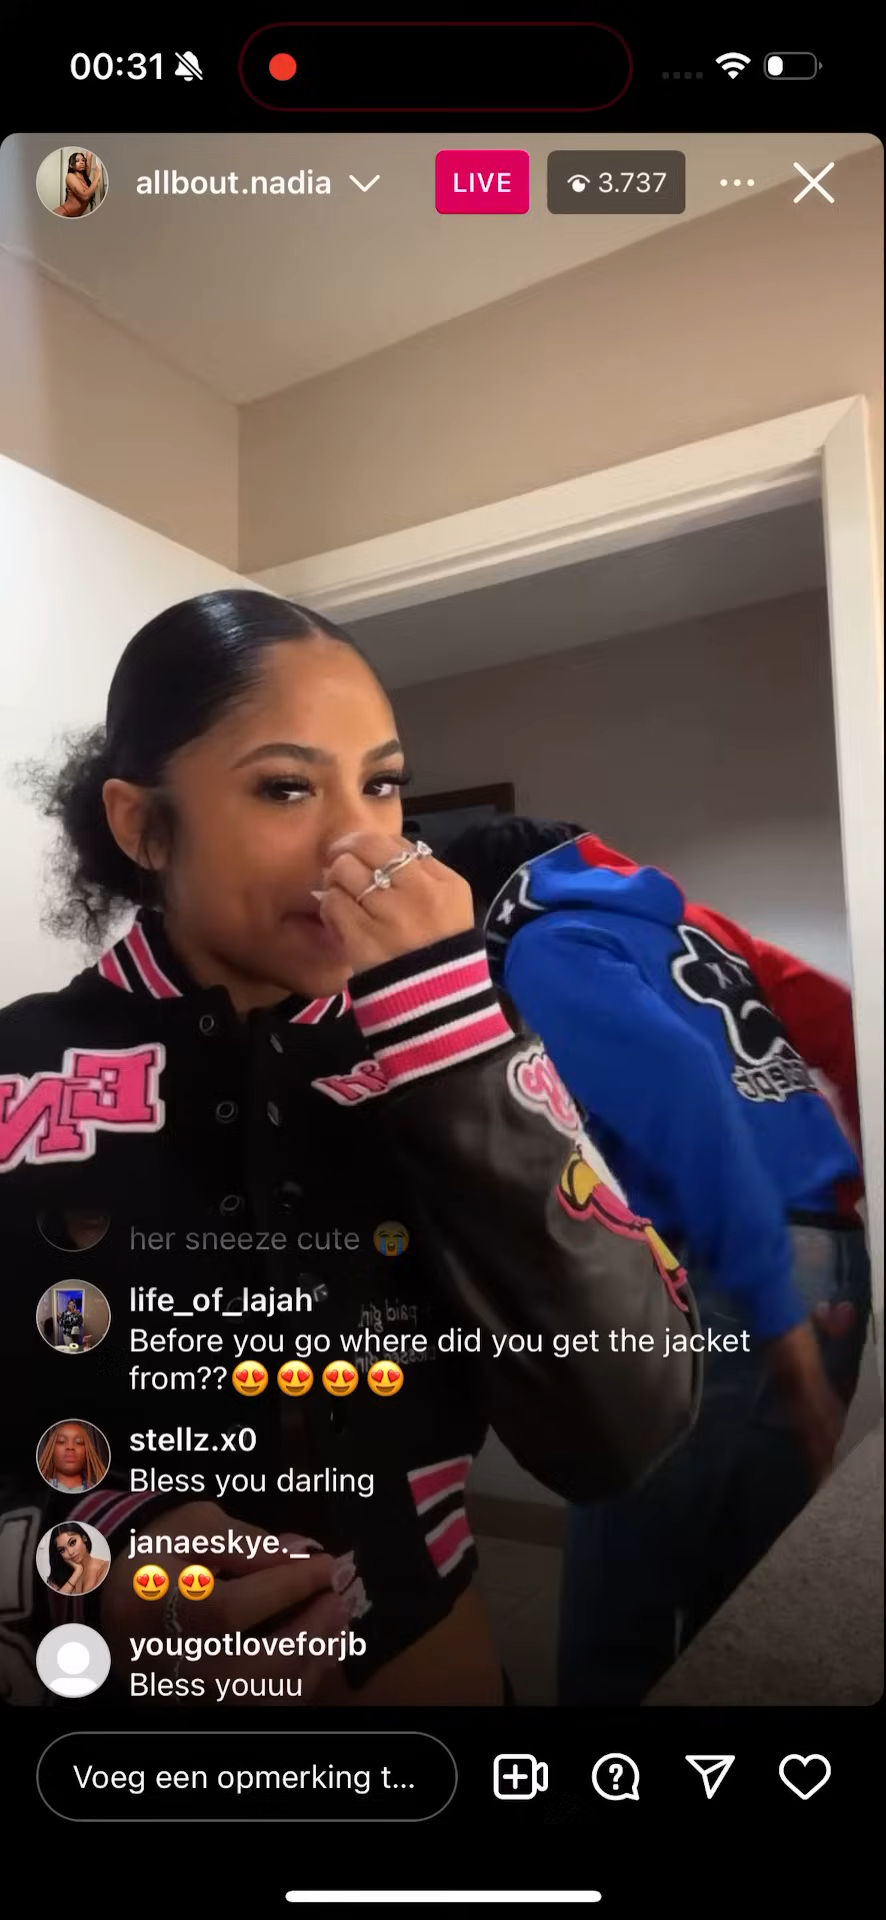 00:31
allbout.nadia
LIVE
3.737
her sneeze cute 😭
life_of_lajah
Before you go where did you get the jacket
from??😍😍😍😍
stellz.x0
Bless you darling
janaeskye._
😍😍
yougotloveforjb
Bless youuu
Voeg een opmerking t...